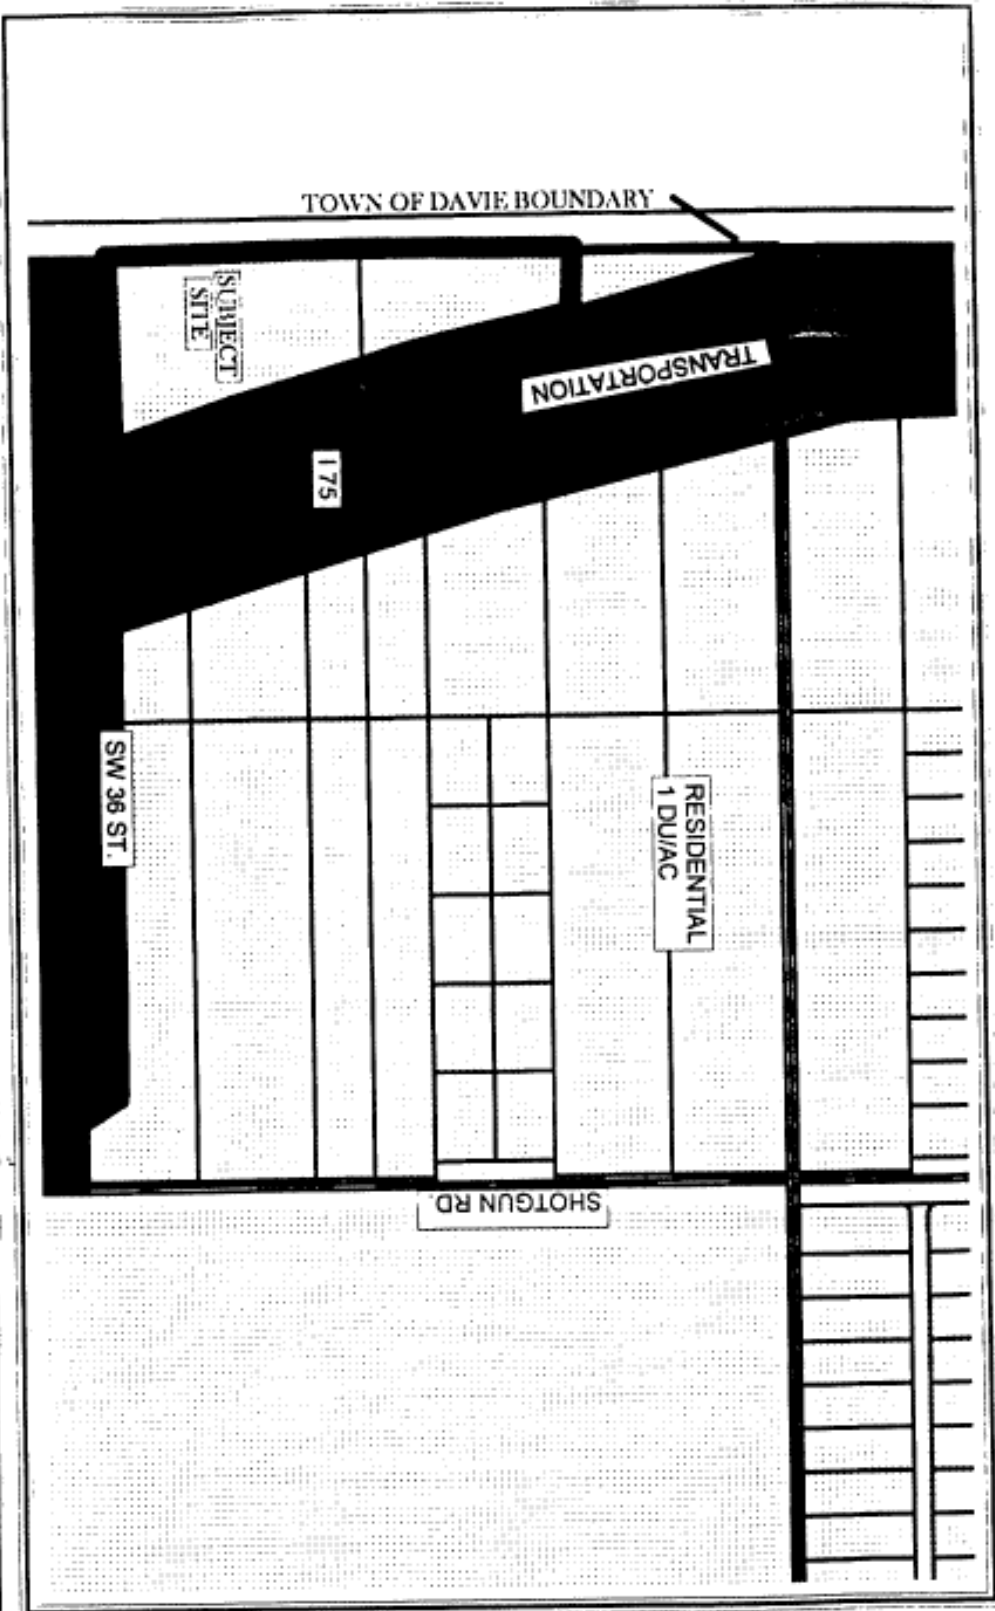 TOWN OF DAVIE BOUNDARY
SUBJECT
SITE
TRANSPORTATION
I 75
SW 36 ST.
RESIDENTIAL
1 DU/AC
SHOTGUN RD